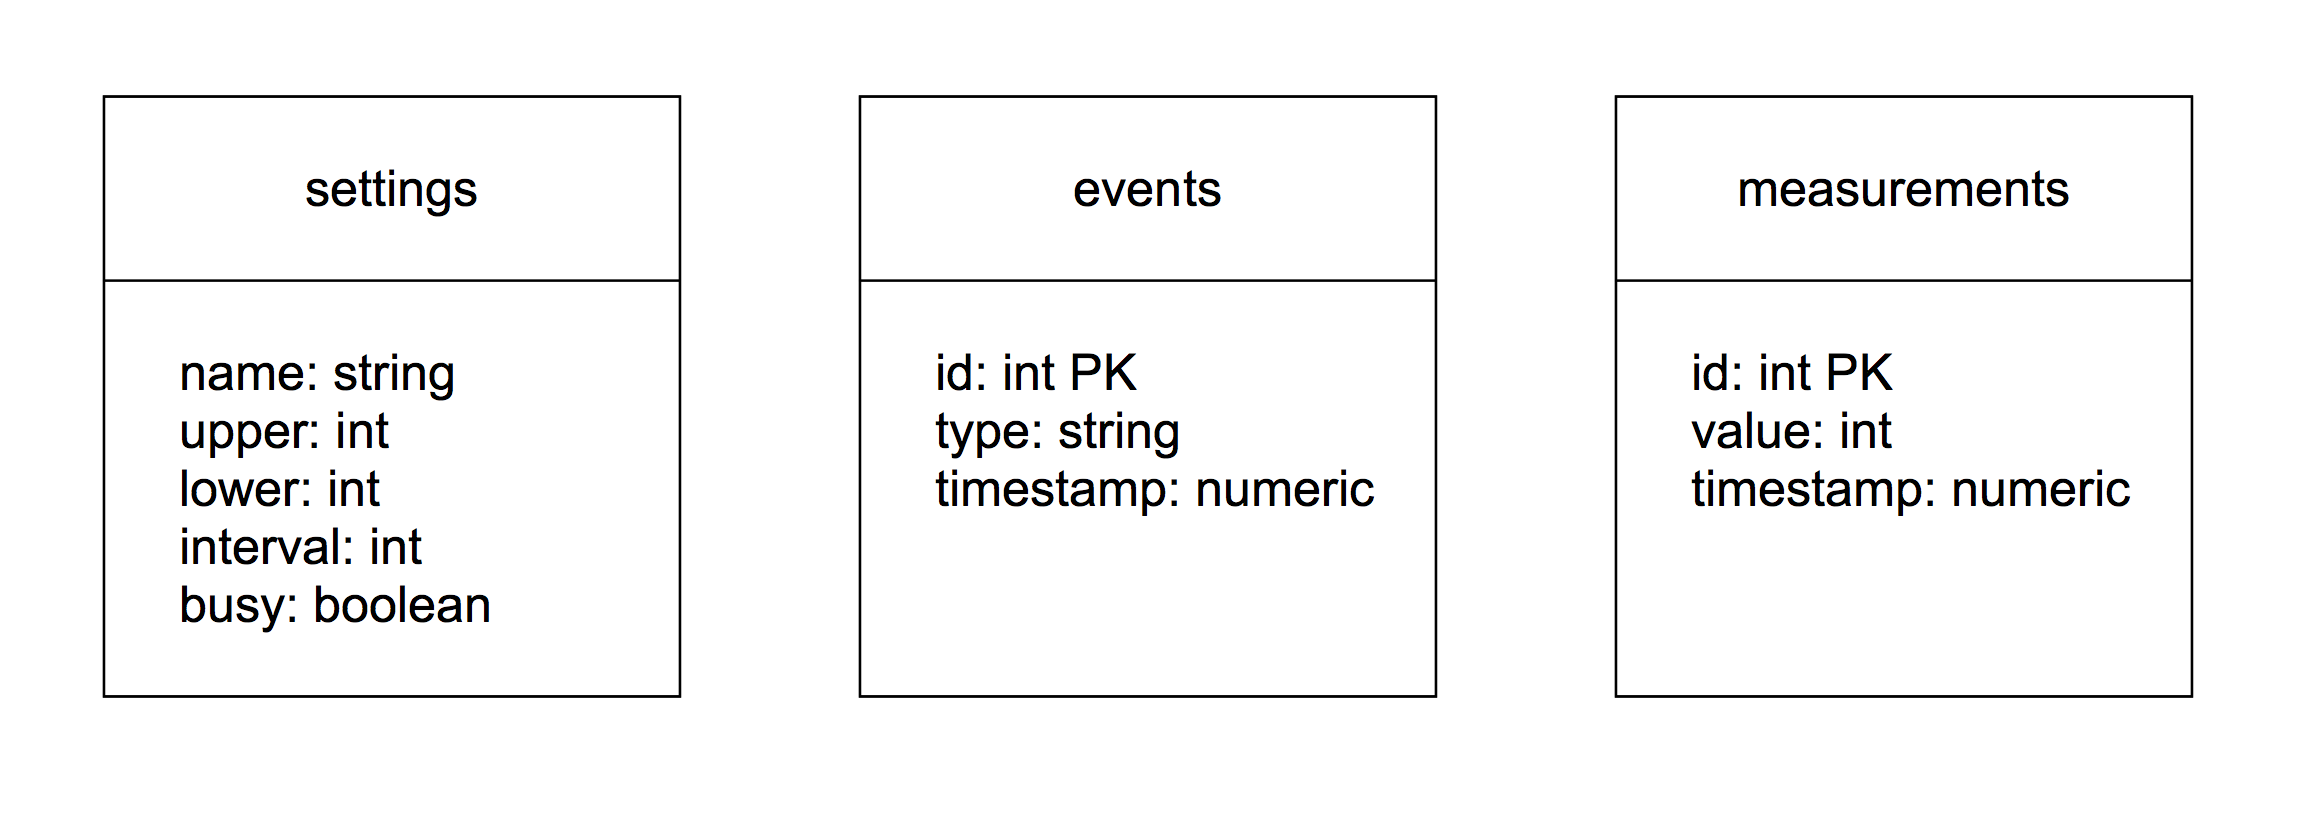 settings
name: string
upper: int
lower: int
interval: int
busy: boolean
events
id: int PK
type: string
timestamp: numeric
measurements
id: int PK
value: int
timestamp: numeric